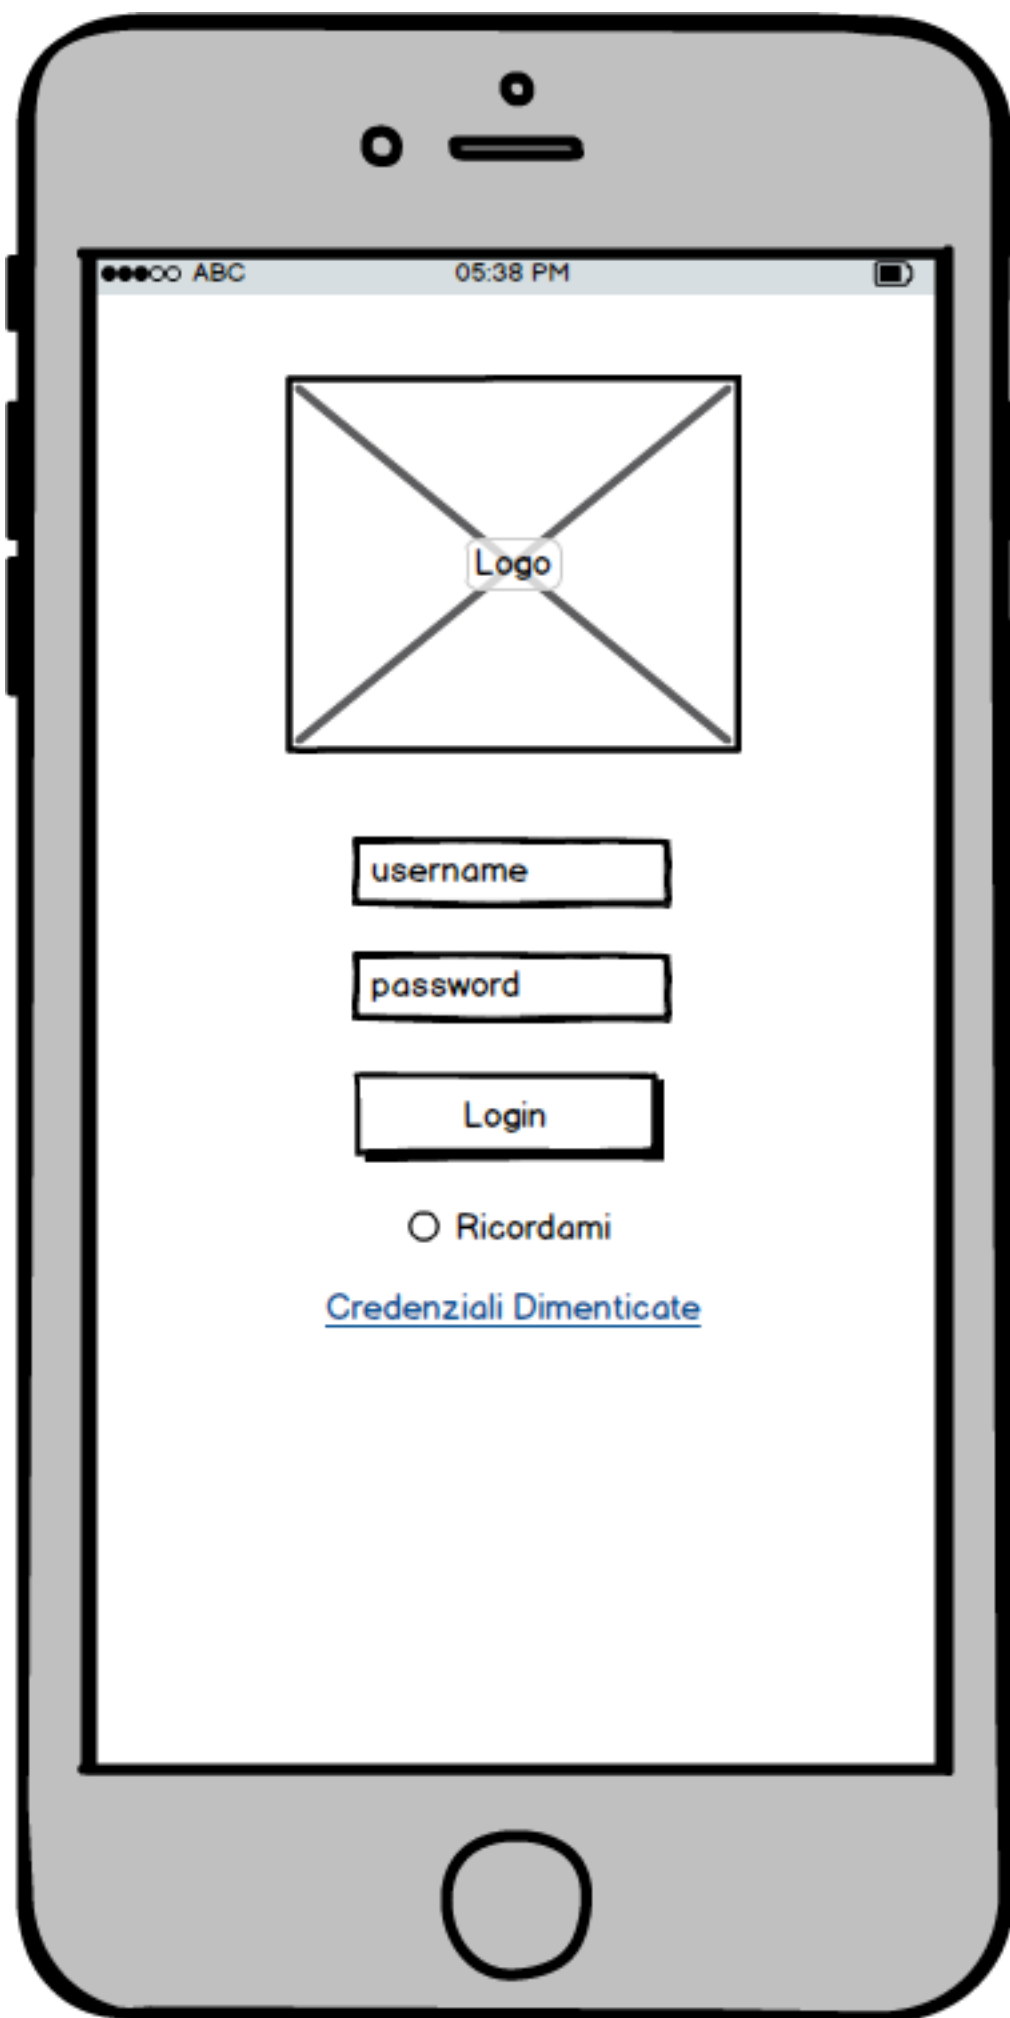 ABC 05:38 PM
Logo
username
password
Login
Ricordami
Credenziali Dimenticate